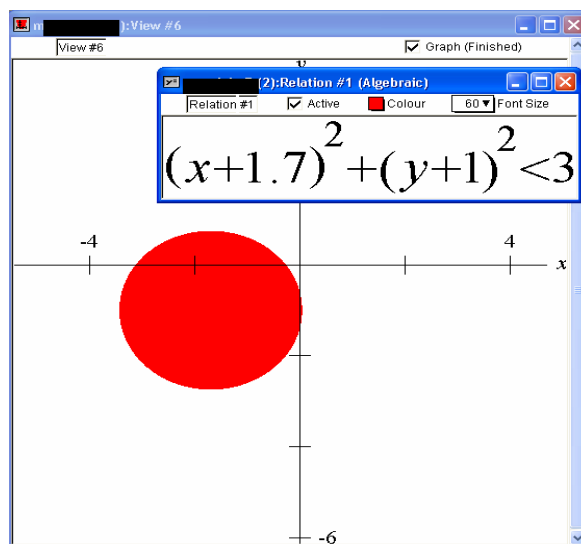 ):View #6
View #6 Graph (Finished)
y
(2):Relation #1 (Algebraic)
Relation #1 Active Colour 60 Font Size
(x+1.7)²+(y+1)²<3
-4 4
x
-6